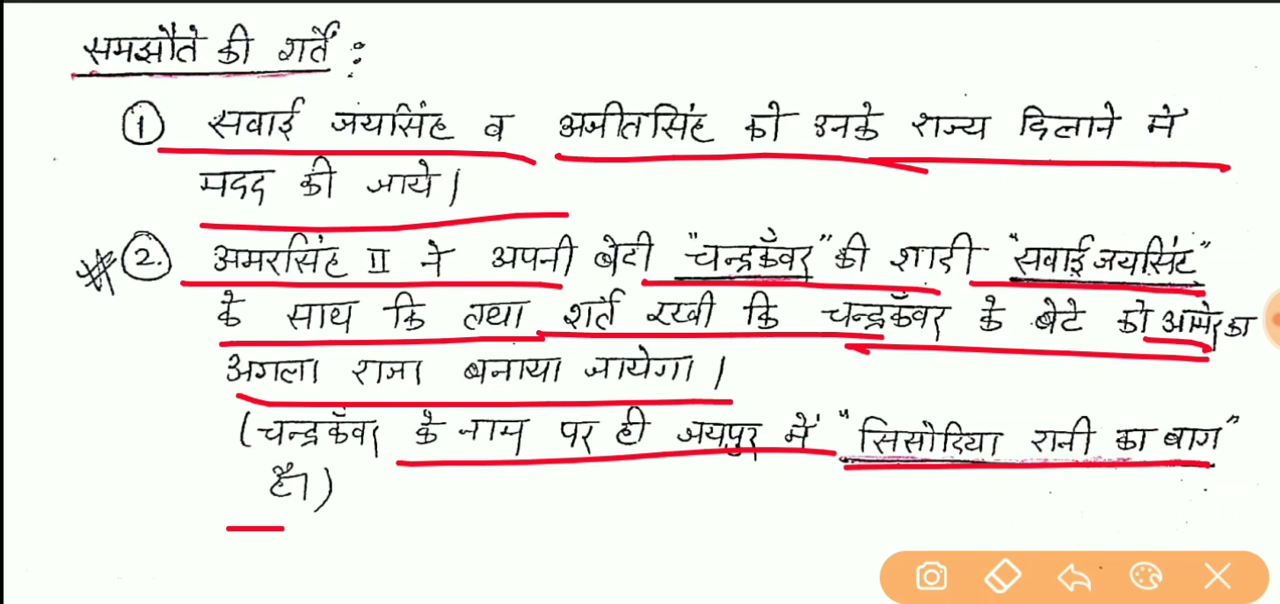 समझौते की शर्तें :
① सवाई जयसिंह व अजीतसिंह को उनके राज्य दिलाने में
मदद की जाये।
* ②. अमरसिंह II ने अपनी बेटी "चन्द्रकँवर" की शादी "सवाई जयसिंह"
के साथ कि तथा शर्त रखी कि चन्द्रकँवर के बेटे को आमेर का
अगला राजा बनाया जायेगा।
(चन्द्रकँवर के नाम पर ही जयपुर में "सिसोदिया रानी का बाग"
है।)